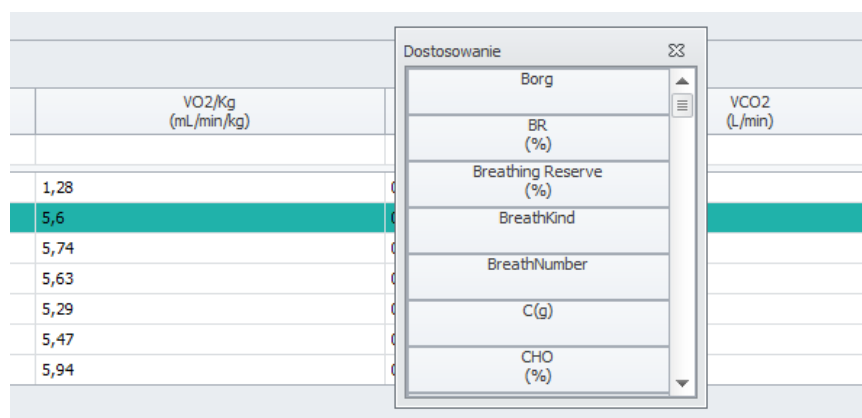 Dostosowanie
Borg
BR
(%)
Breathing Reserve
(%)
BreathKind
BreathNumber
C(g)
CHO
(%)
VO2/Kg
(mL/min/kg)
VCO2
(L/min)
1,28
5,6
5,74
5,63
5,29
5,47
5,94